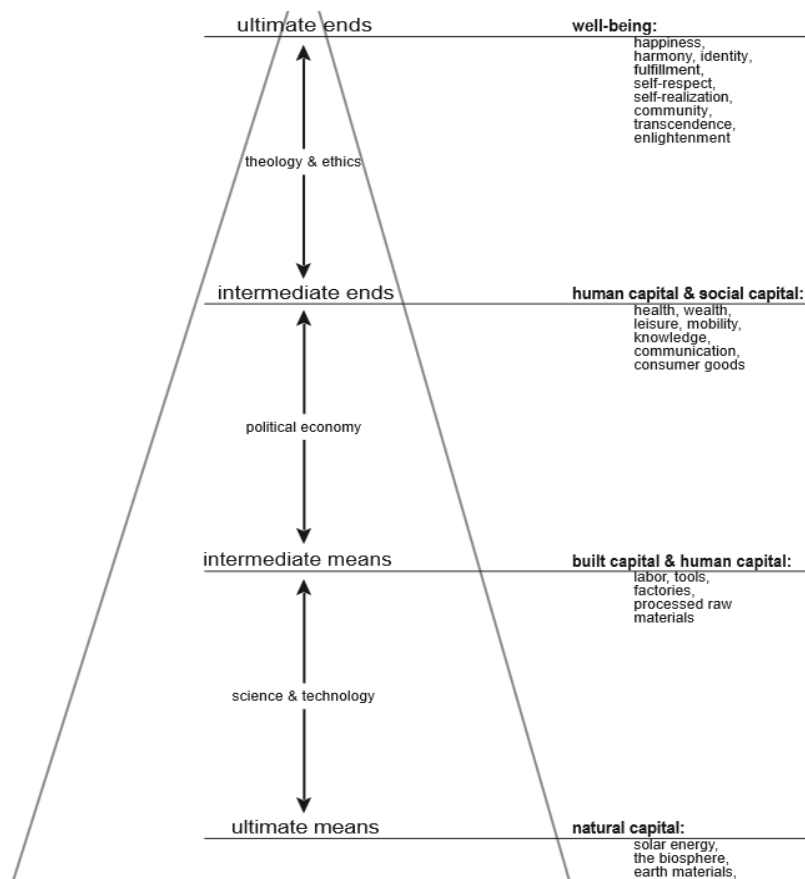 ultimate ends
well-being:
happiness,
harmony, identity,
fulfillment,
self-respect,
self-realization,
community,
transcendence,
enlightenment
theology & ethics
intermediate ends
human capital & social capital:
health, wealth,
leisure, mobility,
knowledge,
communication,
consumer goods
political economy
intermediate means
built capital & human capital:
labor, tools,
factories,
processed raw
materials
science & technology
ultimate means
natural capital:
solar energy,
the biosphere,
earth materials,